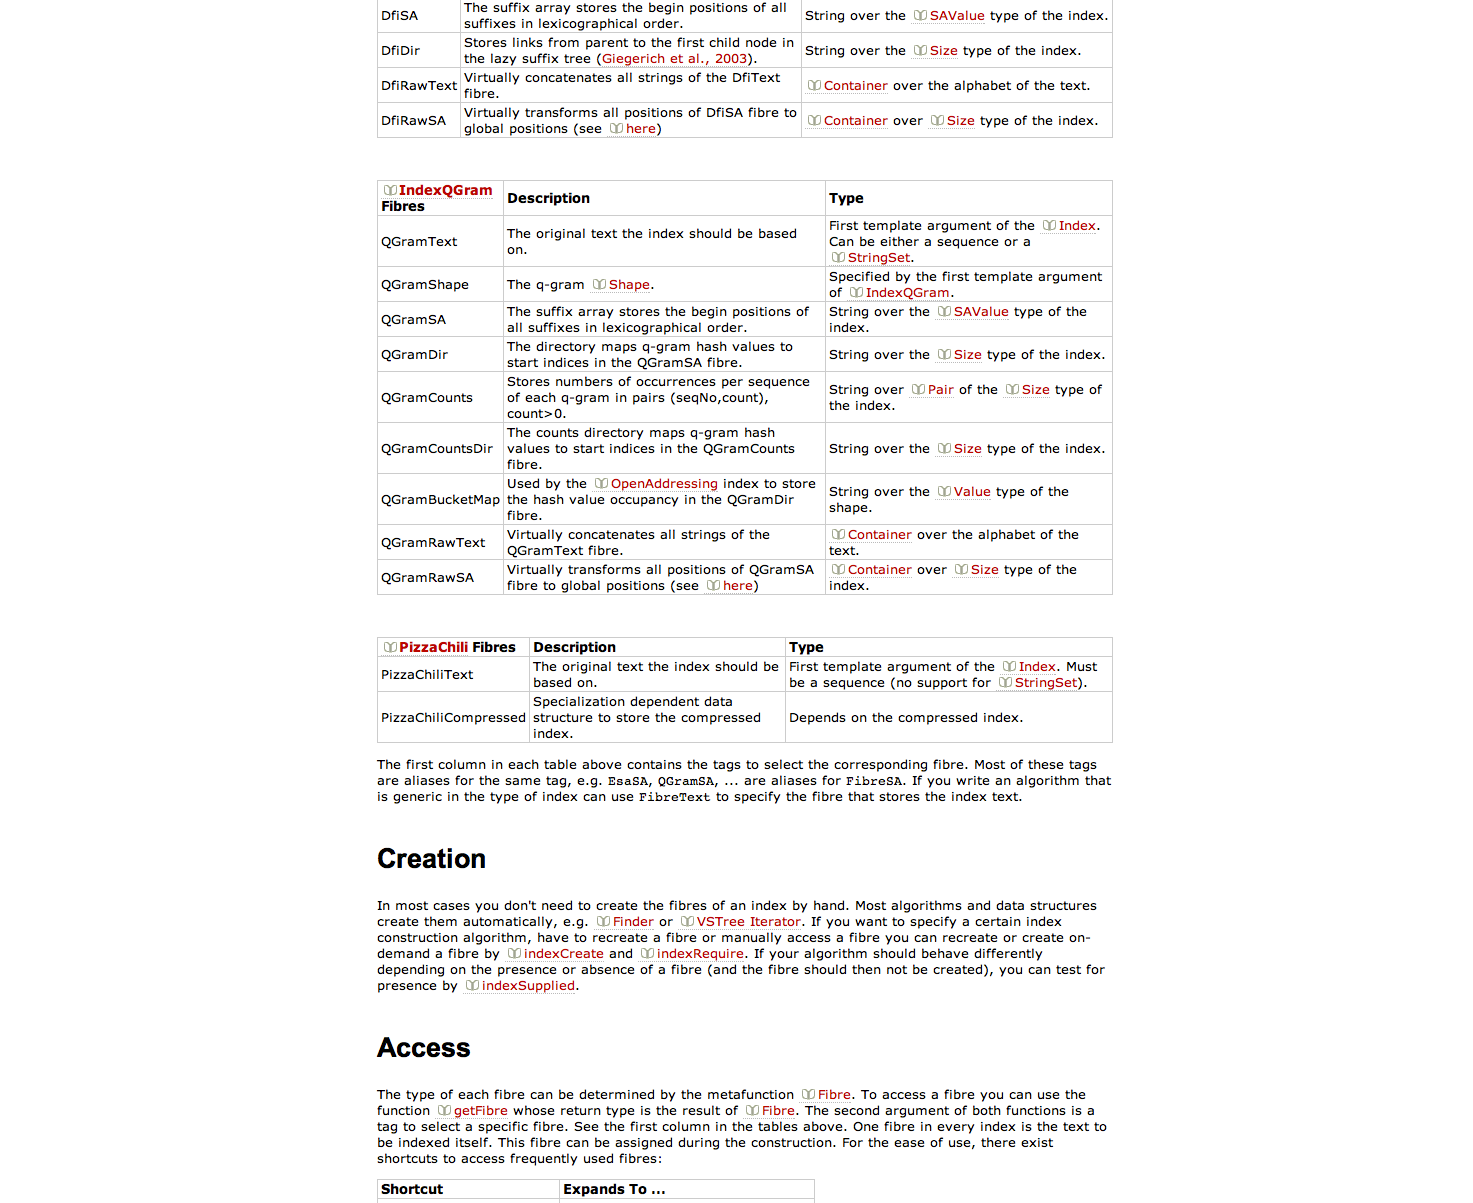 DfiSA
The suffix array stores the begin positions of all
suffixes in lexicographical order.
String over the SAValue type of the index.
DfiDir
Stores links from parent to the first child node in
the lazy suffix tree (Giegerich et al., 2003).
String over the Size type of the index.
DfiRawText
Virtually concatenates all strings of the DfiText
fibre.
Container over the alphabet of the text.
DfiRawSA
Virtually transforms all positions of DfiSA fibre to
global positions (see here)
Container over Size type of the index.
IndexQGram
Fibres
Description
Type
QGramText
The original text the index should be based
on.
First template argument of the Index.
Can be either a sequence or a
StringSet.
QGramShape
The q-gram Shape.
Specified by the first template argument
of IndexQGram.
QGramSA
The suffix array stores the begin positions of
all suffixes in lexicographical order.
String over the SAValue type of the
index.
QGramDir
The directory maps q-gram hash values to
start indices in the QGramSA fibre.
String over the Size type of the index.
QGramCounts
Stores numbers of occurrences per sequence
of each q-gram in pairs (seqNo,count),
count>0.
String over Pair of the Size type of
the index.
QGramCountsDir
The counts directory maps q-gram hash
values to start indices in the QGramCounts
fibre.
String over the Size type of the index.
QGramBucketMap
Used by the OpenAddressing index to store
the hash value occupancy in the QGramDir
fibre.
String over the Value type of the
shape.
QGramRawText
Virtually concatenates all strings of the
QGramText fibre.
Container over the alphabet of the
text.
QGramRawSA
Virtually transforms all positions of QGramSA
fibre to global positions (see here)
Container over Size type of the
index.
PizzaChili Fibres
Description
Type
PizzaChiliText
The original text the index should be
based on.
First template argument of the Index. Must
be a sequence (no support for StringSet).
PizzaChiliCompressed
Specialization dependent data
structure to store the compressed
index.
Depends on the compressed index.
The first column in each table above contains the tags to select the corresponding fibre. Most of these tags
are aliases for the same tag, e.g. EsaSA, QGramSA, ... are aliases for FibreSA. If you write an algorithm that
is generic in the type of index can use FibreText to specify the fibre that stores the index text.
Creation
In most cases you don't need to create the fibres of an index by hand. Most algorithms and data structures
create them automatically, e.g. Finder or VSTree Iterator. If you want to specify a certain index
construction algorithm, have to recreate a fibre or manually access a fibre you can recreate or create on-
demand a fibre by indexCreate and indexRequire. If your algorithm should behave differently
depending on the presence or absence of a fibre (and the fibre should then not be created), you can test for
presence by indexSupplied.
Access
The type of each fibre can be determined by the metafunction Fibre. To access a fibre you can use the
function getFibre whose return type is the result of Fibre. The second argument of both functions is a
tag to select a specific fibre. See the first column in the tables above. One fibre in every index is the text to
be indexed itself. This fibre can be assigned during the construction. For the ease of use, there exist
shortcuts to access frequently used fibres:
Shortcut
Expands To ...